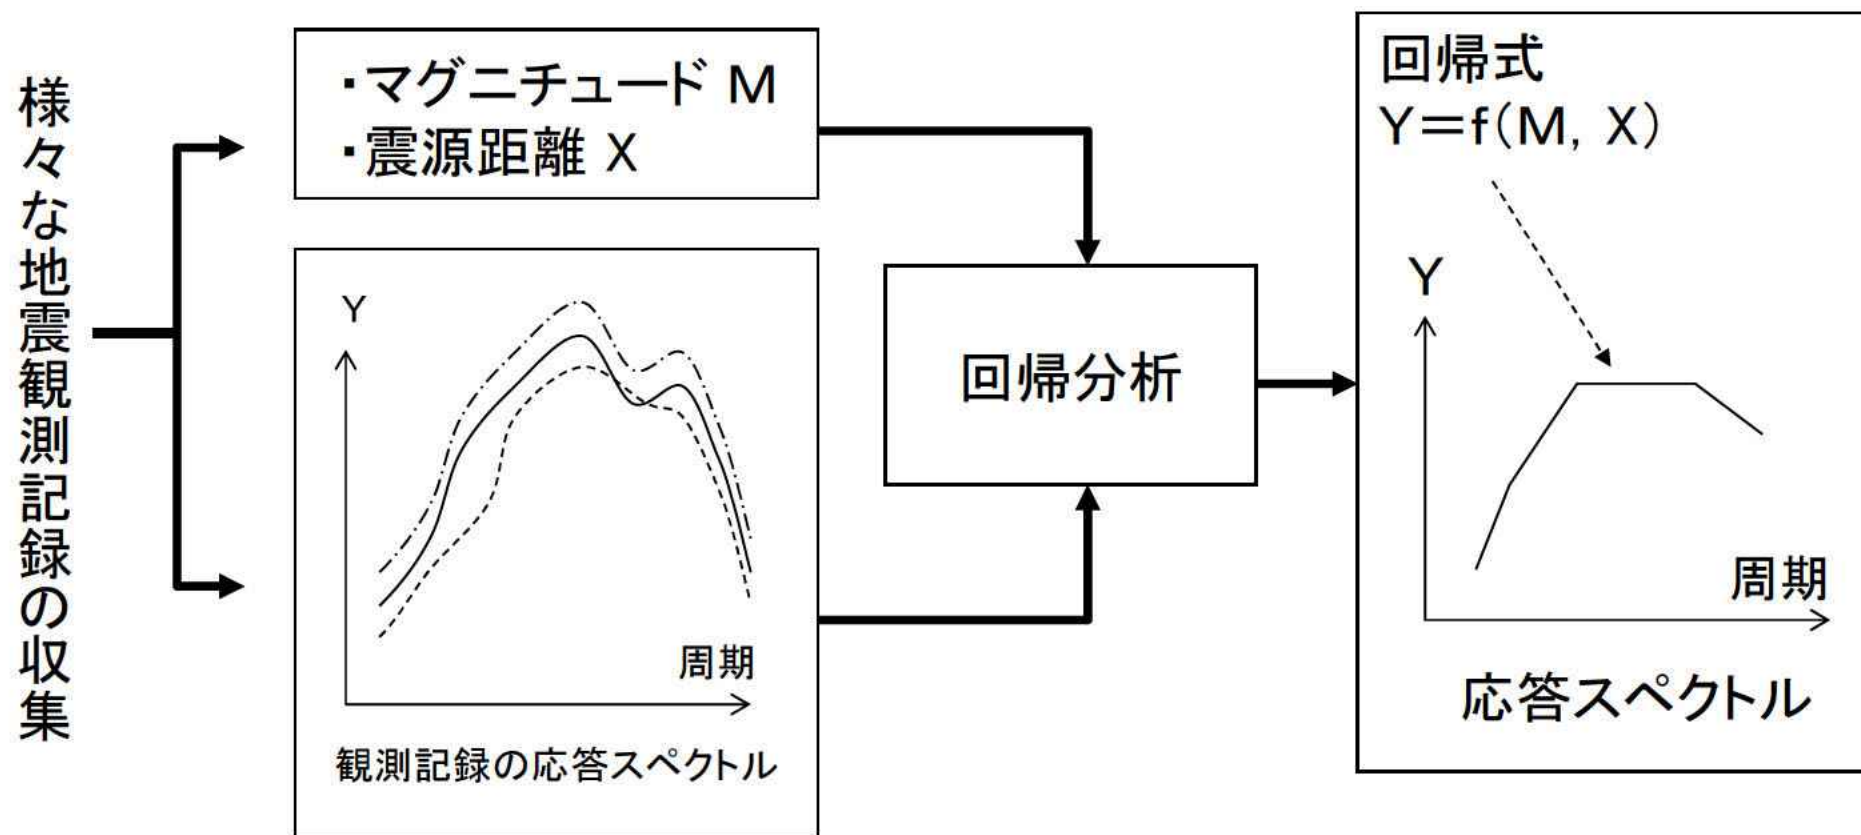 様々な地震観測記録の収集
・マグニチュード M
・震源距離 X
Y
周期
観測記録の応答スペクトル
回帰分析
回帰式
Y=f(M, X)
Y
周期
応答スペクトル